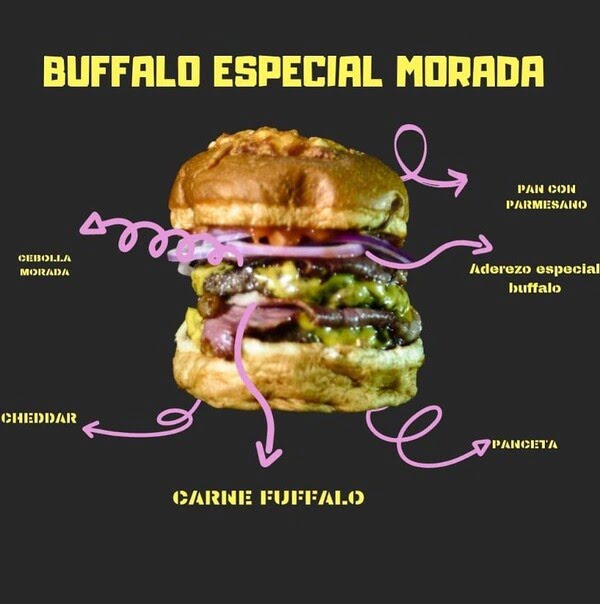 BUFFALO ESPECIAL MORADA
PAN CON
PARMESANO
CEBOLLA
MORADA
Aderezo especial
buffalo
CHEDDAR
PANCETA
CARNE FUFFALO